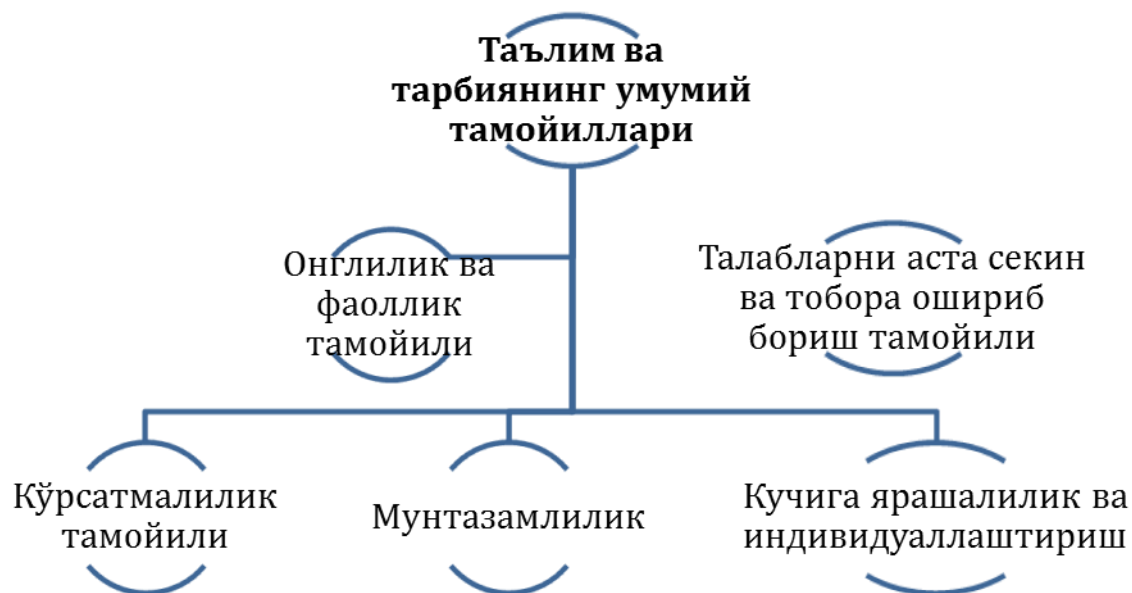 Таълим ва
тарбиянинг умумий
тамойиллари
Онглилик ва
фаоллик
тамойили
Талабларни аста секин
ва тобора ошириб
бориш тамойили
Кўрсатмалилик
тамойили
Мунтазамлилик
Кучига ярашалилик ва
индивидуаллаштириш